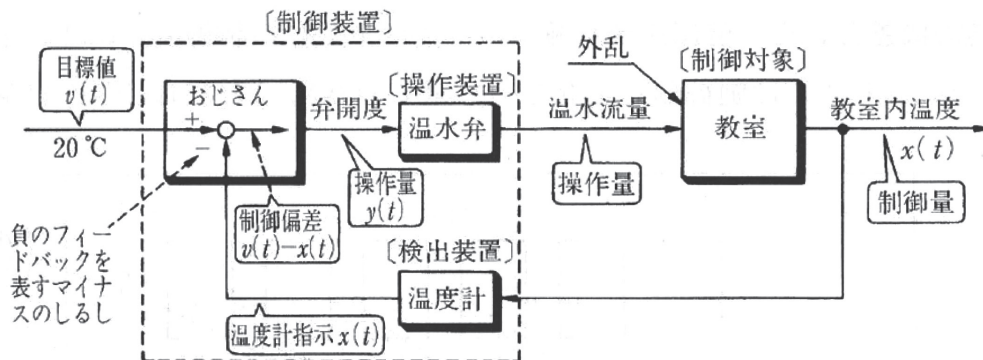 〔制御装置〕
目標値
v(t)
20℃
おじさん
＋
－
弁開度
操作量
y(t)
制御偏差
v(t)－x(t)
〔操作装置〕
温水弁
温水流量
操作量
外乱
〔制御対象〕
教室
教室内温度
x(t)
制御量
負のフィー
ドバックを
表すマイナ
スのしるし
〔検出装置〕
温度計
温度計指示x(t)